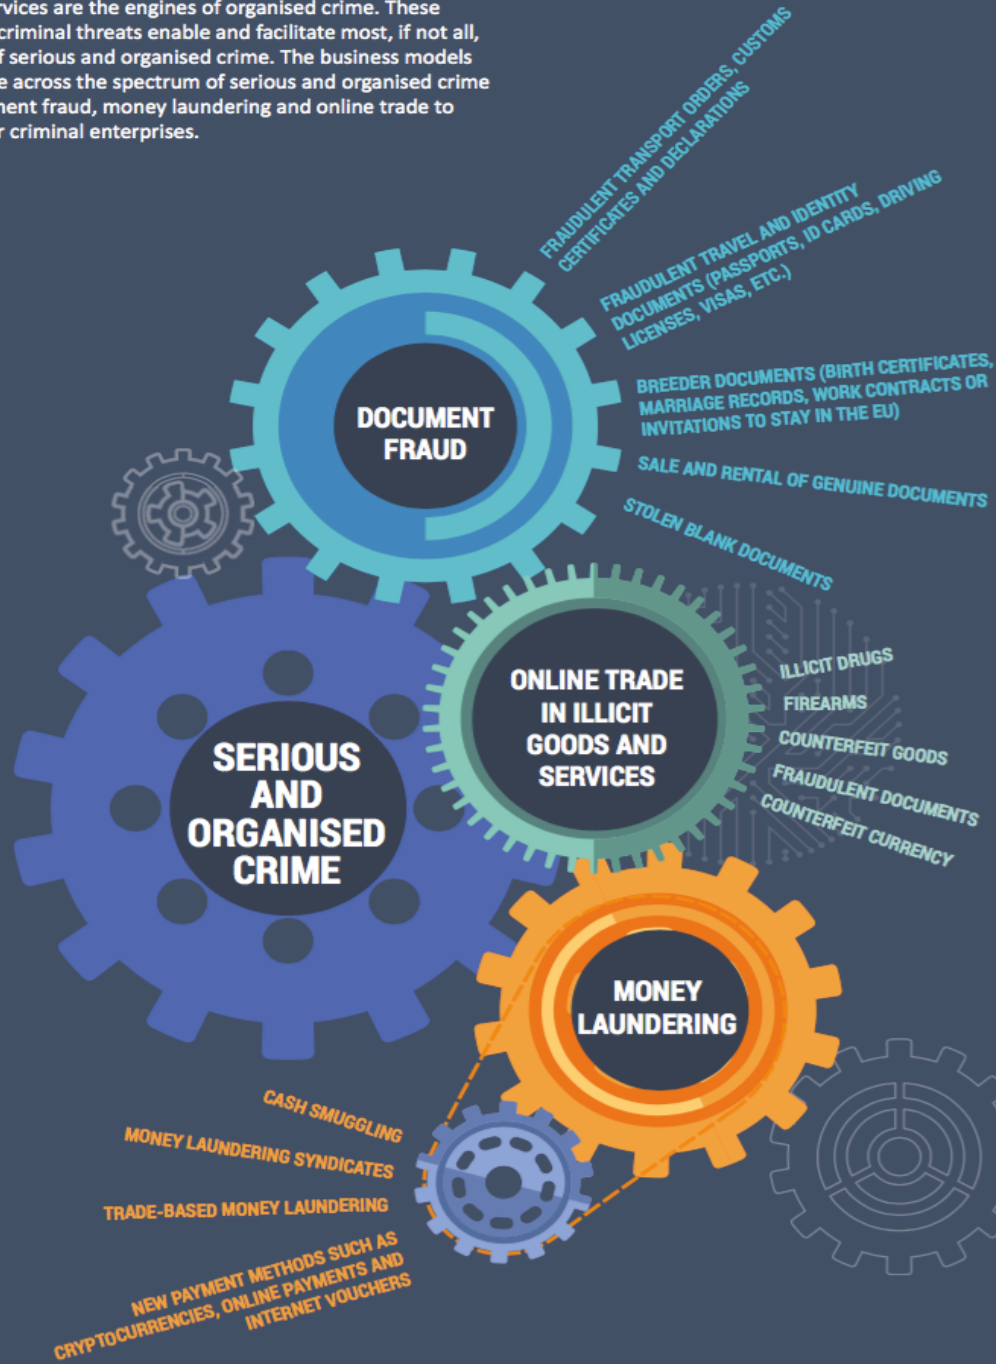 are the engines of organised crime. These
criminal threats enable and facilitate most, if not all,
serious and organised crime. The business models
across the spectrum of serious and organised crime
fraud, money laundering and online trade to
criminal enterprises.
FRAUDULENT TRANSPORT ORDERS, CUSTOMS
CERTIFICATES AND DECLARATIONS
FRAUDULENT TRAVEL AND IDENTITY
DOCUMENTS (PASSPORTS, ID CARDS, DRIVING
LICENSES, VISAS, ETC.)
BREEDER DOCUMENTS (BIRTH CERTIFICATES,
MARRIAGE RECORDS, WORK CONTRACTS OR
INVITATIONS TO STAY IN THE EU)
SALE AND RENTAL OF GENUINE DOCUMENTS
STOLEN BLANK DOCUMENTS
DOCUMENT
FRAUD
ONLINE TRADE
IN ILLICIT
GOODS AND
SERVICES
ILLICIT DRUGS
FIREARMS
COUNTERFEIT GOODS
FRAUDULENT DOCUMENTS
COUNTERFEIT CURRENCY
SERIOUS
AND
ORGANISED
CRIME
MONEY
LAUNDERING
CASH SMUGGLING
MONEY LAUNDERING SYNDICATES
TRADE-BASED MONEY LAUNDERING
NEW PAYMENT METHODS SUCH AS
CRYPTOCURRENCIES, ONLINE PAYMENTS AND
INTERNET VOUCHERS